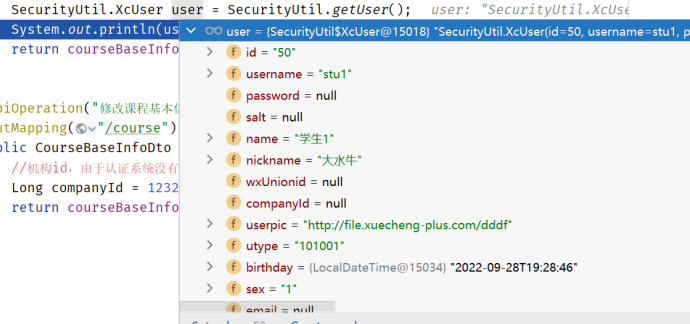 SecurityUtil.XcUser user = SecurityUtil.getUser(); user: "SecurityUtil.XcUse
System.out.println(us
user = {SecurityUtil$XcUser@15018} "SecurityUtil.XcUser(id=50, username=stu1, p
return courseBaseInfo
id = "50"
username = "stu1"
password = null
piOperation("修改课程基本信
salt = null
utMapping("/course")
name = "学生1"
blic CourseBaseInfoDto
nickname = "大水牛"
//机构id. 由于认证系统没有
wxUnionid = null
Long companyId = 1232
companyId = null
return courseBaseInfo
userpic = "http://file.xuecheng-plus.com/dddf"
utype = "101001"
birthday = {LocalDateTime@15034} "2022-09-28T19:28:46"
sex = "1"
email = null